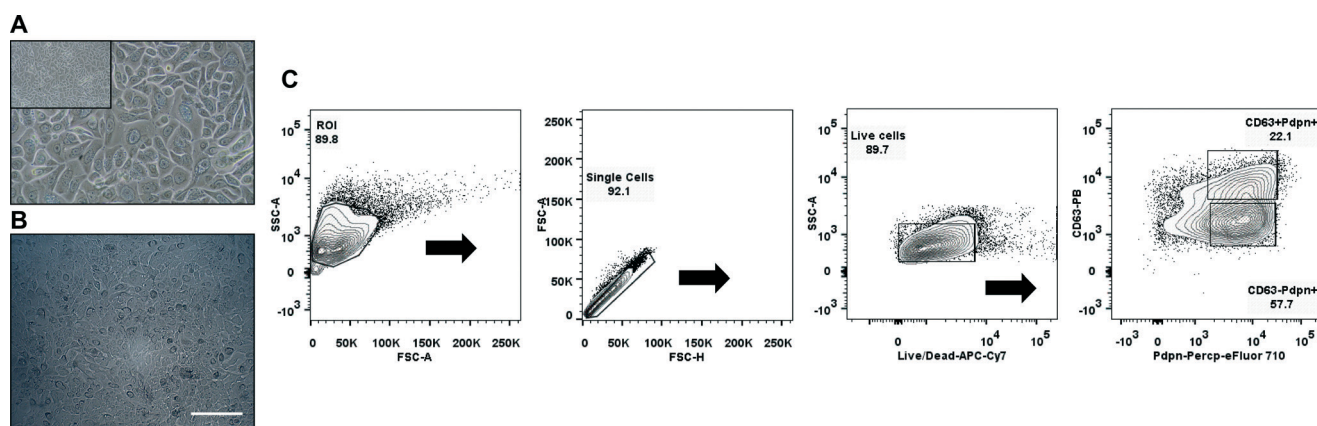 A
B
C
ROI
89.8
SSC-A
10^5
10^4
10^3
0
-10^3
0 50K 100K 150K 200K 250K
FSC-A
Single Cells
92.1
FSC-A
250K
200K
150K
100K
50K
0
0 50K 100K 150K 200K 250K
FSC-H
Live cells
89.7
SSC-A
10^5
10^4
10^3
0
-10^3
0 10^4 10^5
Live/Dead-APC-Cy7
CD63+Pdpn+
22.1
CD63-PB
10^5
10^4
10^3
0
-10^3
CD63-Pdpn+
57.7
-10^3 0 10^3 10^4 10^5
Pdpn-Percp-eFluor 710